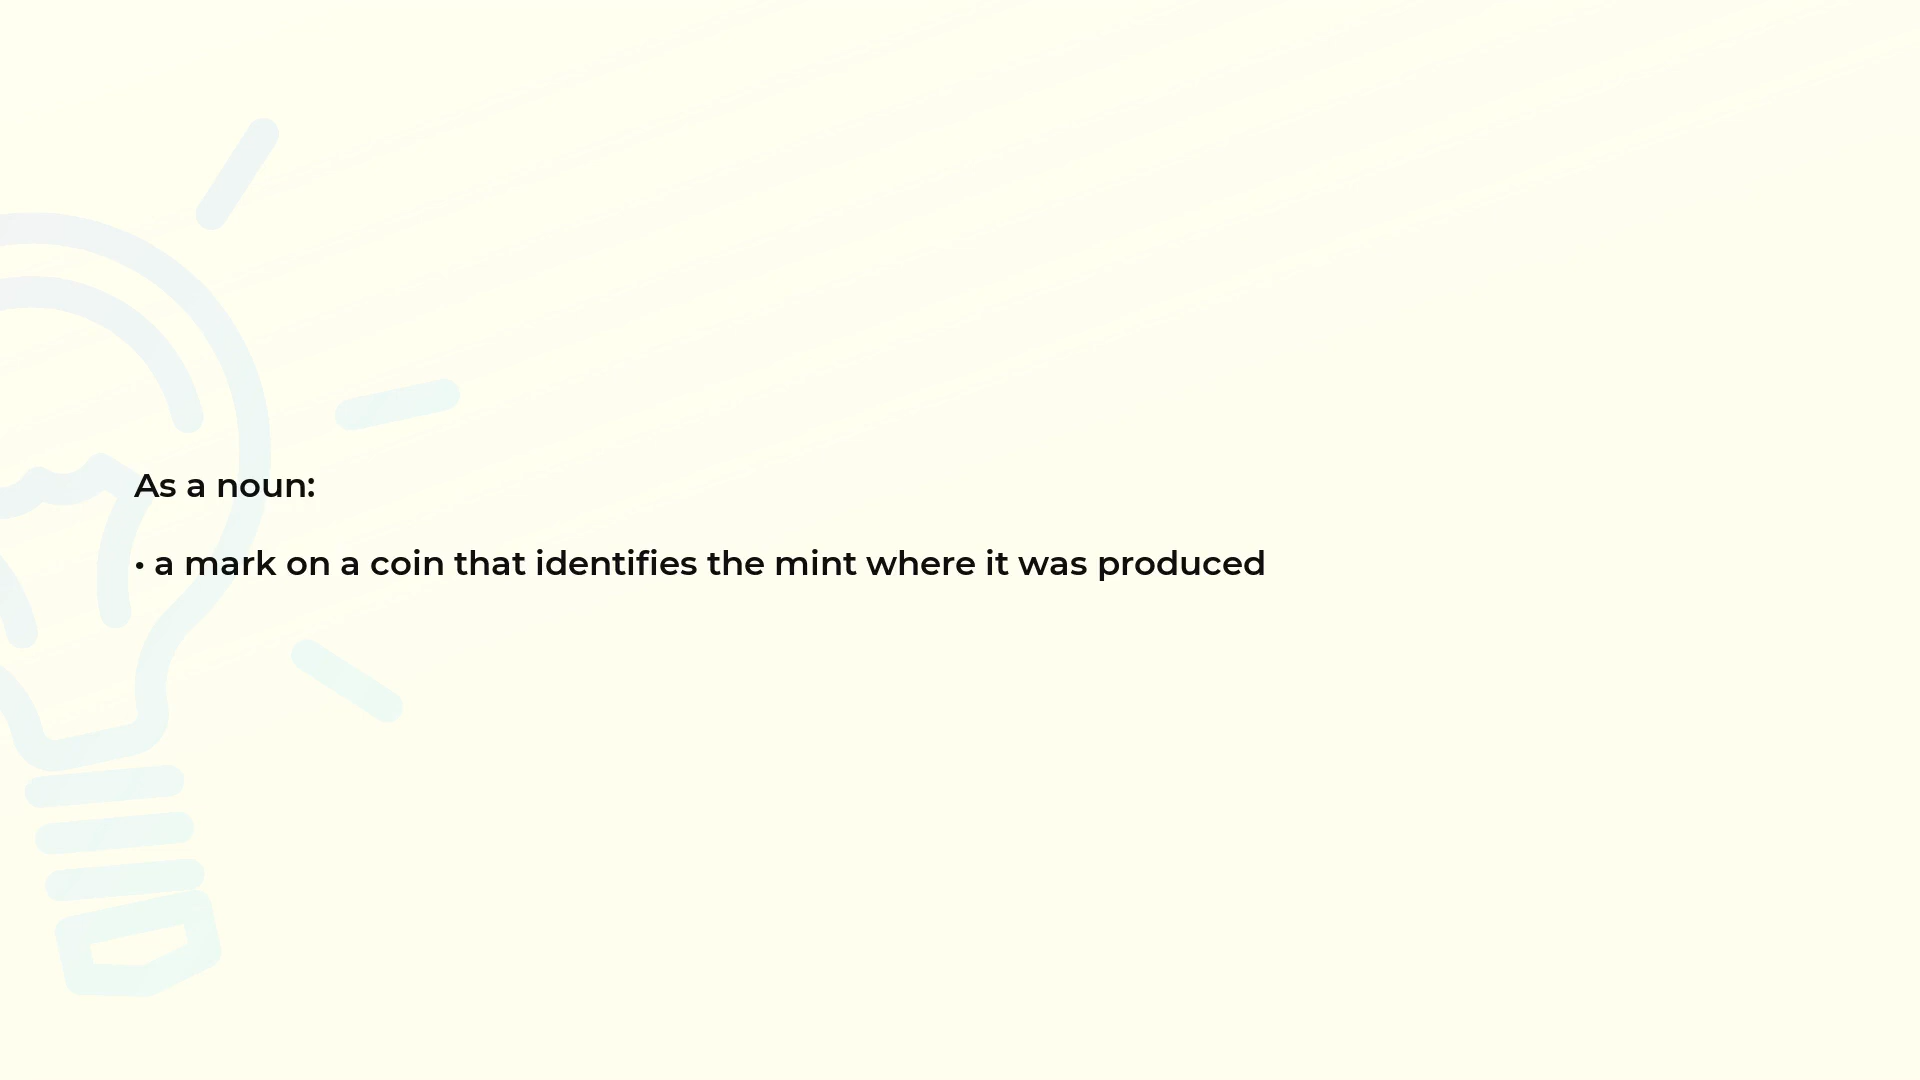 As a noun:
• a mark on a coin that identifies the mint where it was produced